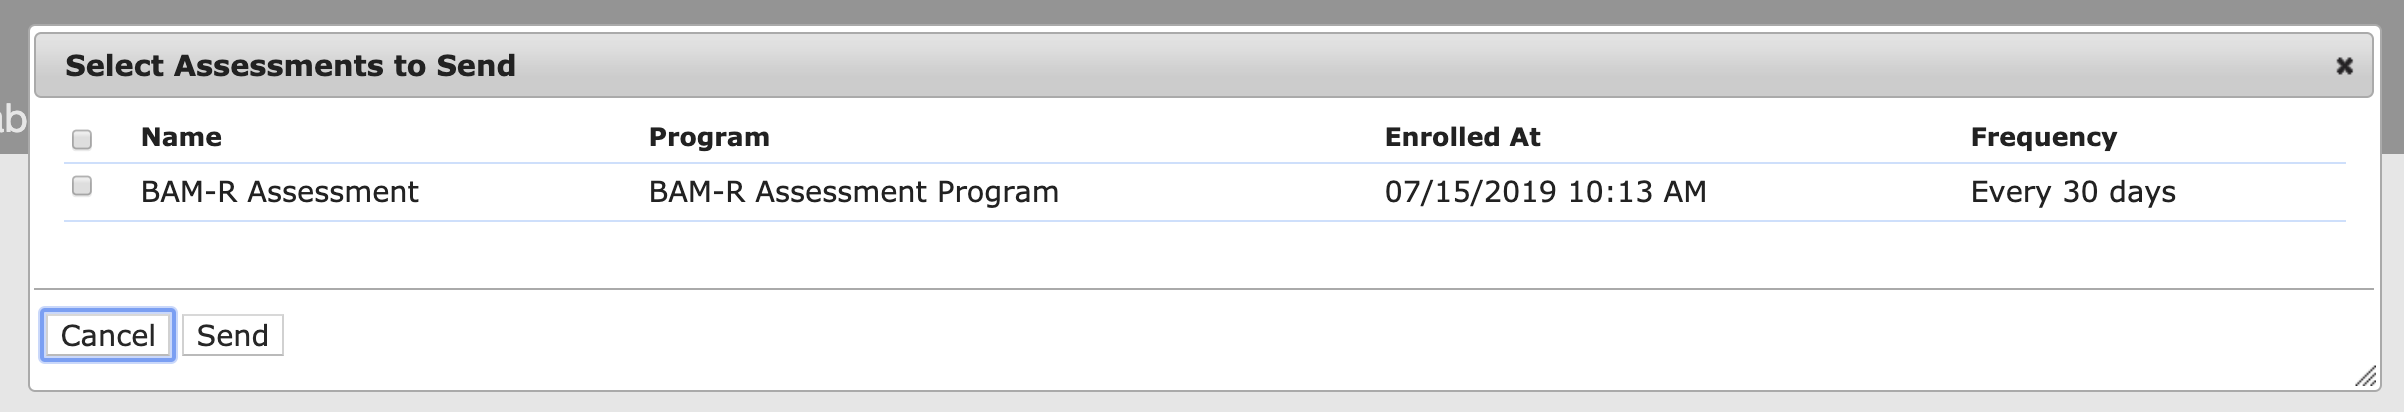 Select Assessments to Send
ab
Name Program Enrolled At Frequency
BAM-R Assessment BAM-R Assessment Program 07/15/2019 10:13 AM Every 30 days
Cancel Send